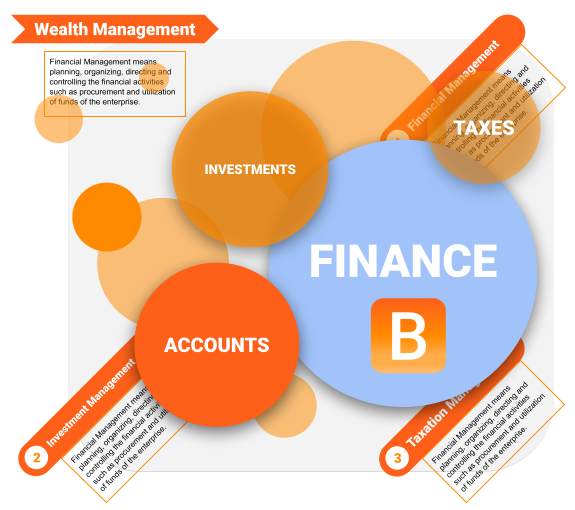 Wealth Management
Financial Management means
planning, organizing, directing and
controlling the financial activities
such as procurement and utilization
of funds of the enterprise.
Financial Management
Financial Management means
planning, organizing, directing and
controlling the financial activities
such as procurement and utilization
of funds of the enterprise.
TAXES
INVESTMENTS
FINANCE
B
ACCOUNTS
2
Investment Management
Financial Management means
planning, organizing, directing
controlling the financial
such as procurement and
of funds of the enterprise.
3
Taxation
Financial Management means
planning, organizing, directing and
controlling the financial activities
such as procurement and utilization
of funds of the enterprise.